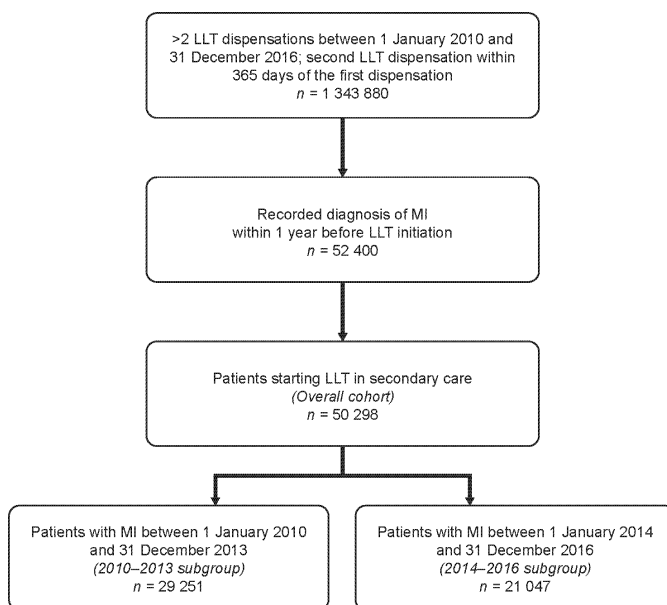 >2 LLT dispensations between 1 January 2010 and
31 December 2016; second LLT dispensation within
365 days of the first dispensation
n = 1 343 880
Recorded diagnosis of MI
within 1 year before LLT initiation
n = 52 400
Patients starting LLT in secondary care
(Overall cohort)
n = 50 298
Patients with MI between 1 January 2010
and 31 December 2013
(2010–2013 subgroup)
n = 29 251
Patients with MI between 1 January 2014
and 31 December 2016
(2014–2016 subgroup)
n = 21 047